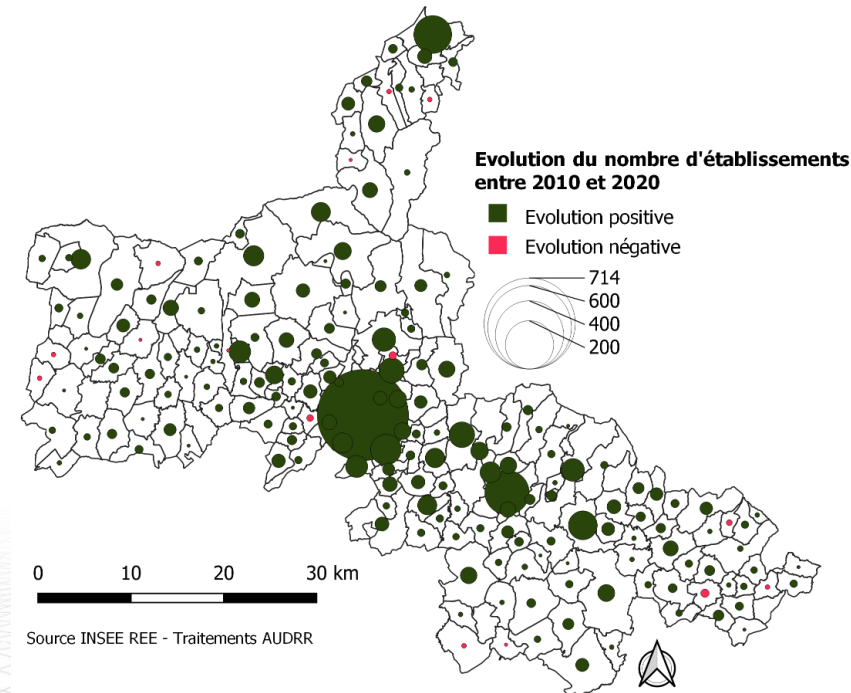 Evolution du nombre d'établissements
entre 2010 et 2020
Evolution positive
Evolution négative
714
600
400
200
0 10 20 30 km
Source INSEE REE - Traitements AUDRR